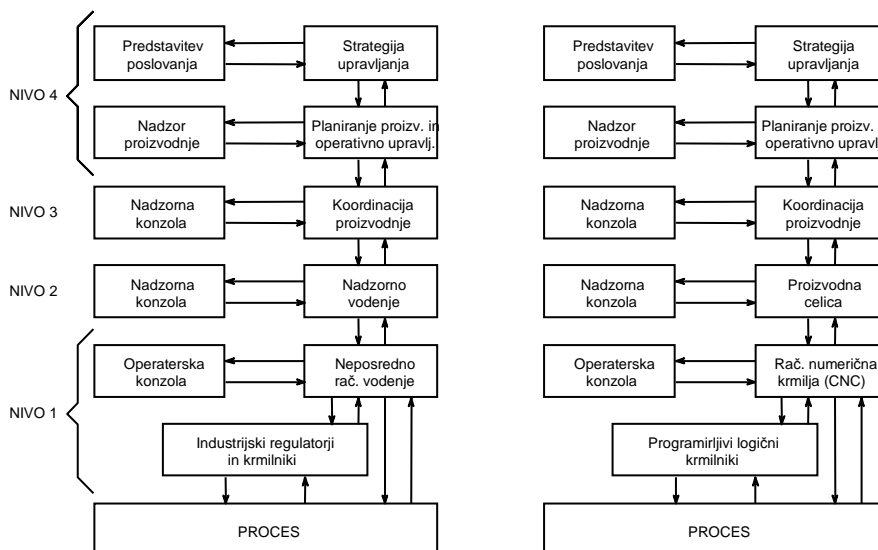 Predstavitev
poslovanja
Strategija
upravljanja
NIVO 4
Nadzor
proizvodnje
Planiranje proizv. in
operativno upravlj.
NIVO 3
Nadzorna
konzola
Koordinacija
proizvodnje
NIVO 2
Nadzorna
konzola
Nadzorno
vodenje
Operaterska
konzola
Neposredno
rač. vodenje
NIVO 1
Industrijski regulatorji
in krmilniki
PROCES
Predstavitev
poslovanja
Strategija
upravljanja
Nadzor
proizvodnje
Planiranje proizv.
operativno upravlj
Nadzorna
konzola
Koordinacija
proizvodnje
Nadzorna
konzola
Proizvodna
celica
Operaterska
konzola
Rač. numerična
krmilja (CNC)
Programirljivi logični
krmilniki
PROCES